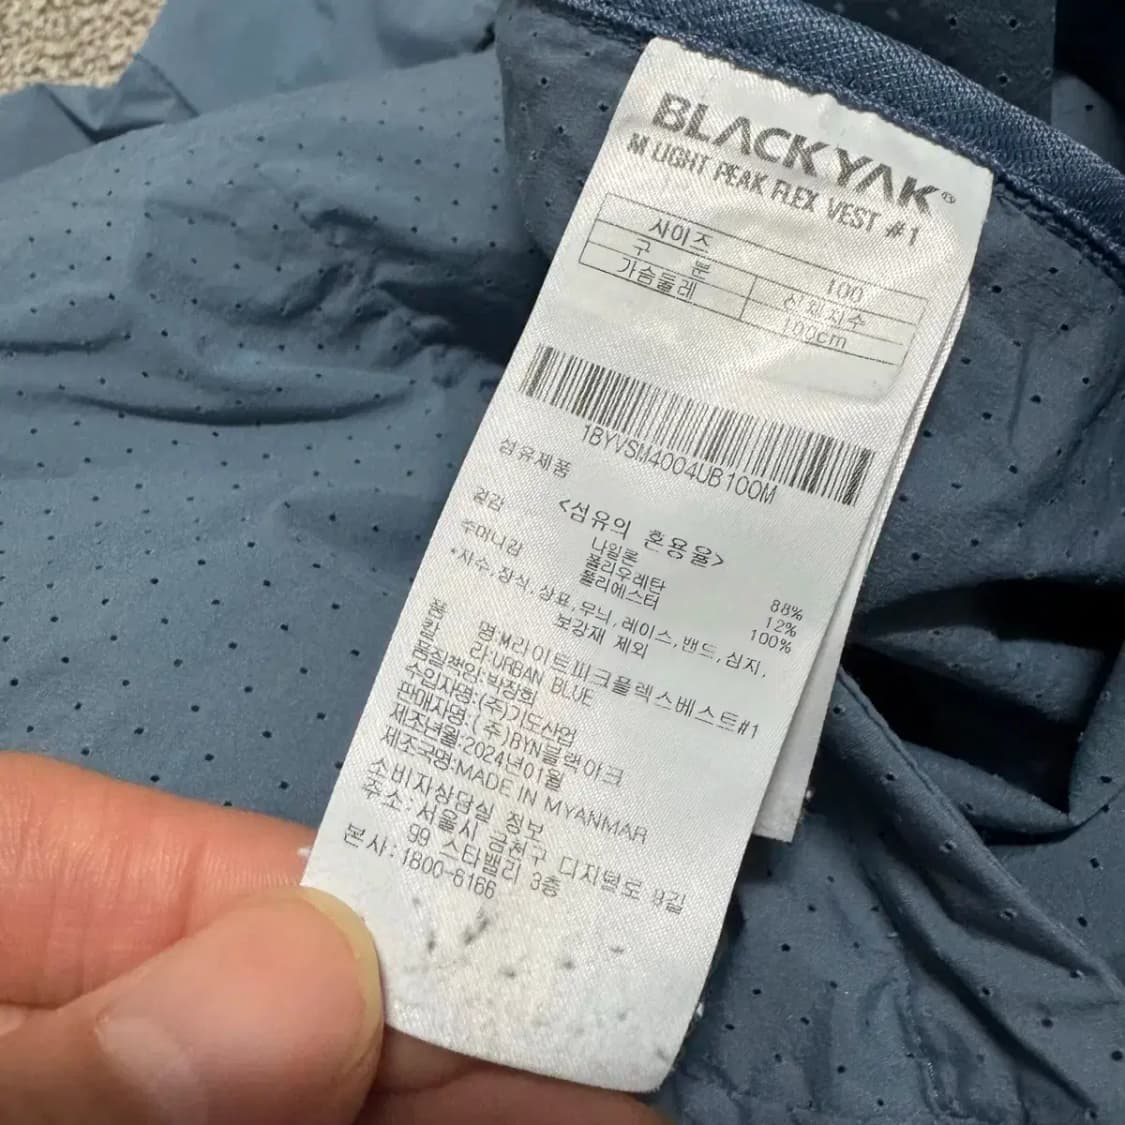 BLACKYAK®
M LIGHT PEAK FLEX VEST #1
사이즈 100
구 분 신체치수
가슴둘레 100cm
1BYVSM4004UB100M
섬유제품
<섬유의 혼용율>
겉감 나일론 88%
폴리우레탄 12%
주머니감 폴리에스터 100%
*자수,장식,상표,무늬,레이스,밴드,심지,
보강재 제외
명:M라이트피크플렉스베스트#1
URBAN BLUE
품질책임:박정희
수입자명:(주)기도산업
판매자명:(주)BYN블랙야크
제조년월:2024년01월
제조국명:MADE IN MYANMAR
소비자상담실 정보
주소:서울시 금천구 디지털로 9길
99 스타밸리 3층
본사:1800-6166